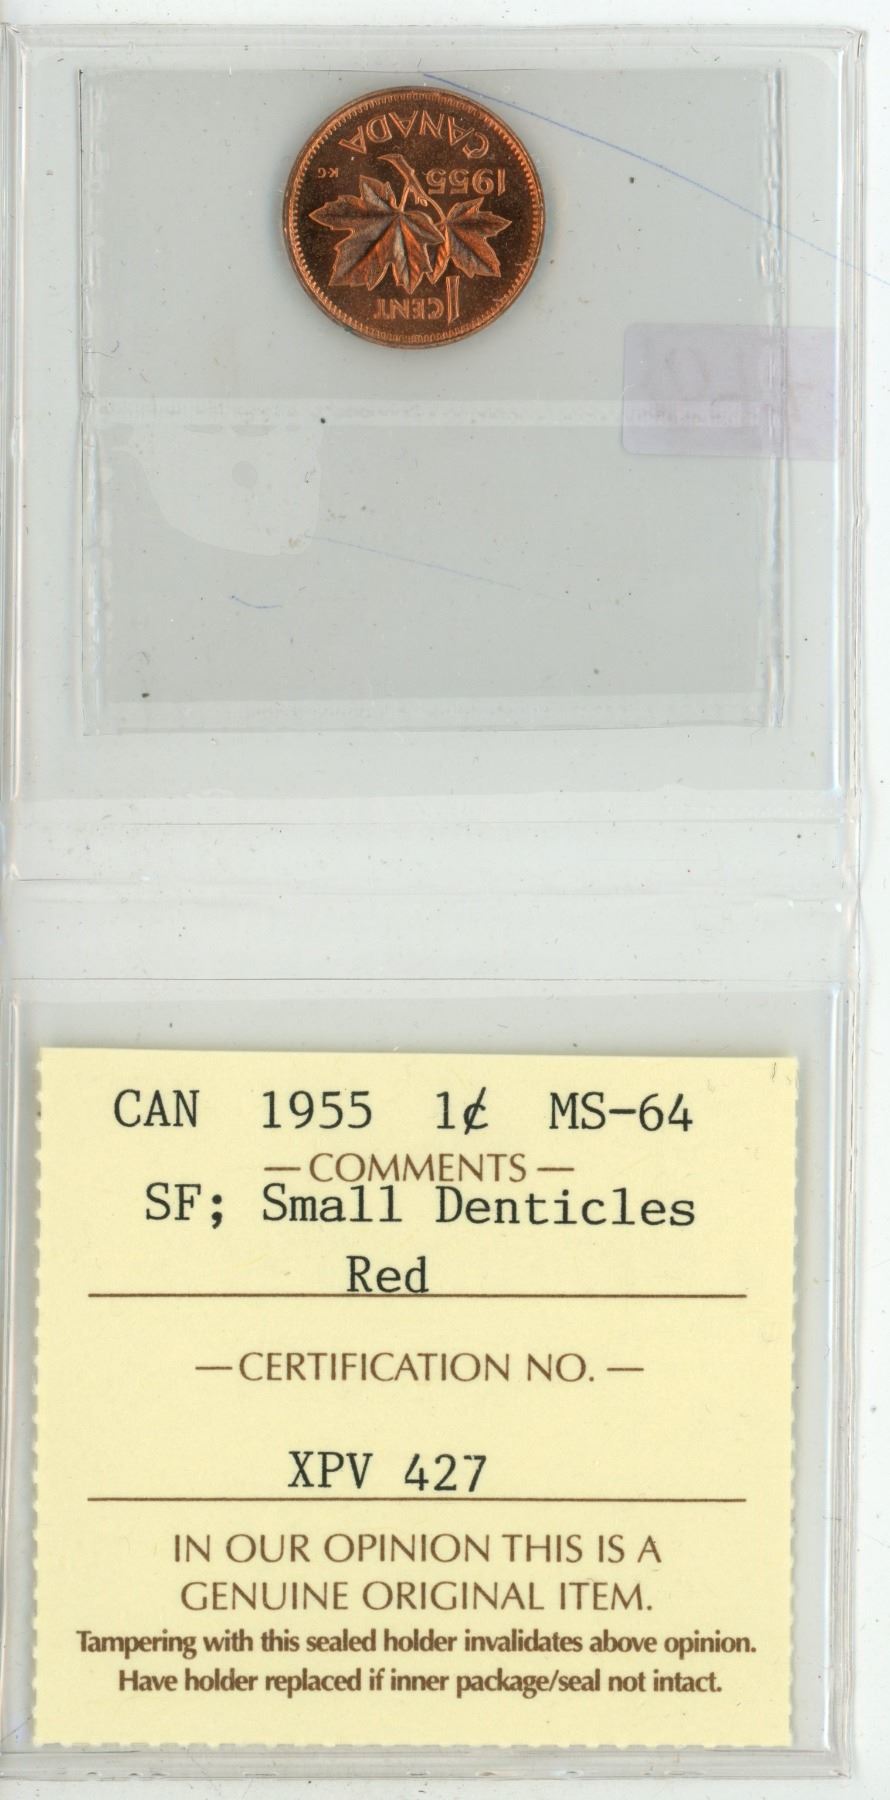 CANADA
1955
KG
1
CENT
CAN 1955 1¢ MS-64
— COMMENTS —
SF; Small Denticles
Red
— CERTIFICATION NO. —
XPV 427
IN OUR OPINION THIS IS A
GENUINE ORIGINAL ITEM.
Tampering with this sealed holder invalidates above opinion.
Have holder replaced if inner package/seal not intact.